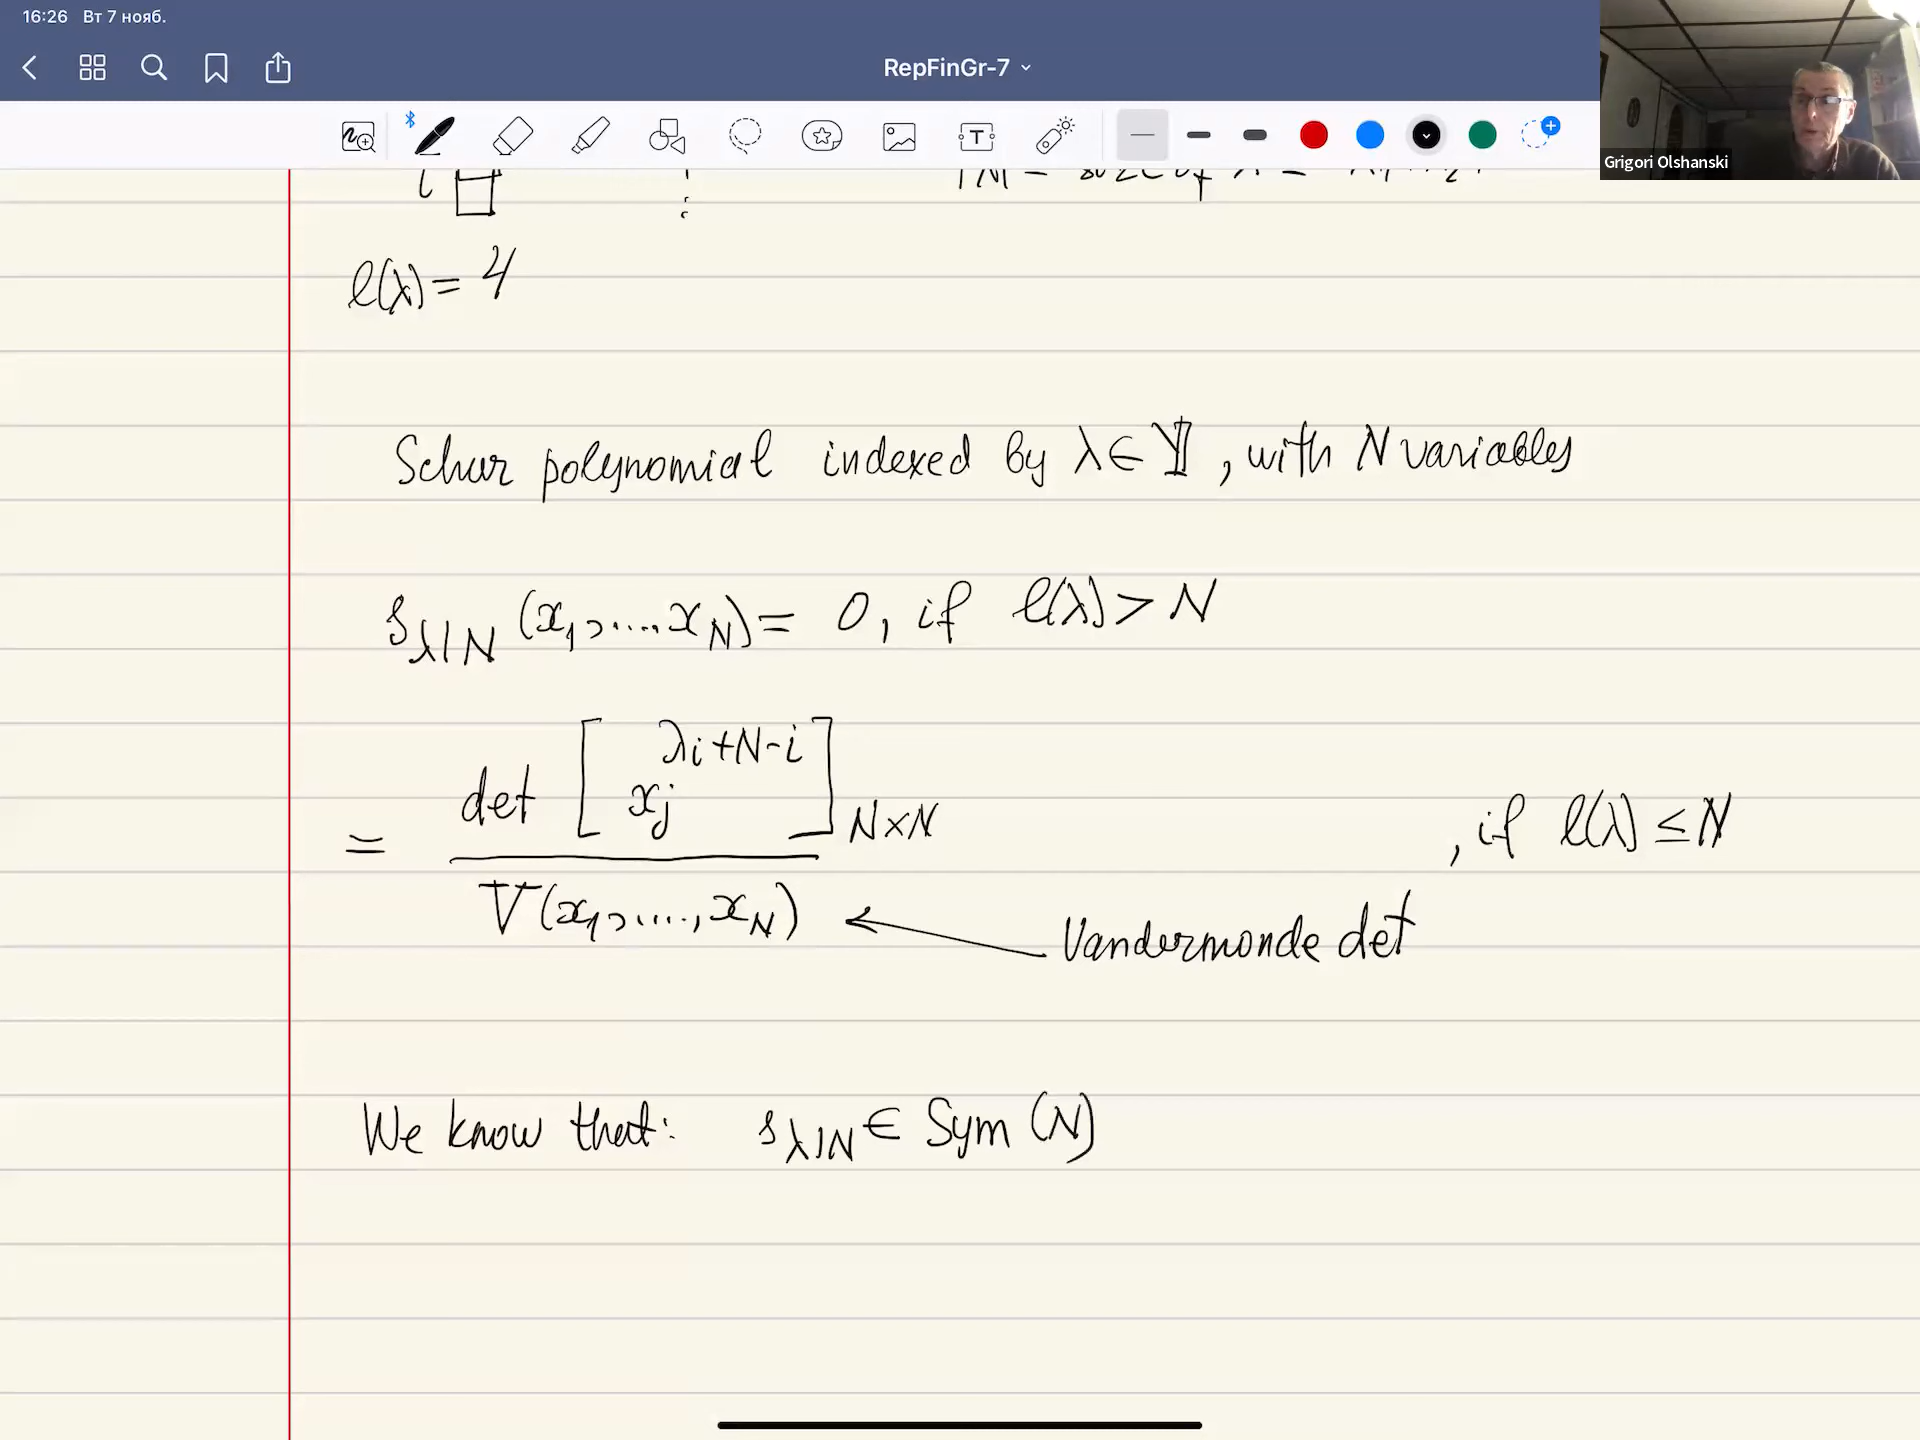 16:26 Вт 7 нояб.
RepFinGr-7
T
Grigori Olshanski
l(λ) = 4
Schur polynomial indexed by λ ∈ 𝕐, with N variables
s_{λ|N} (x_1, ...., x_N) = 0, if l(λ) > N
= det [ x_j^{λ_i+N-i} ]_{N×N} / V(x_1, ...., x_N) , if l(λ) ≤ N
← Vandermonde det
We know that: s_{λ|N} ∈ Sym (N)